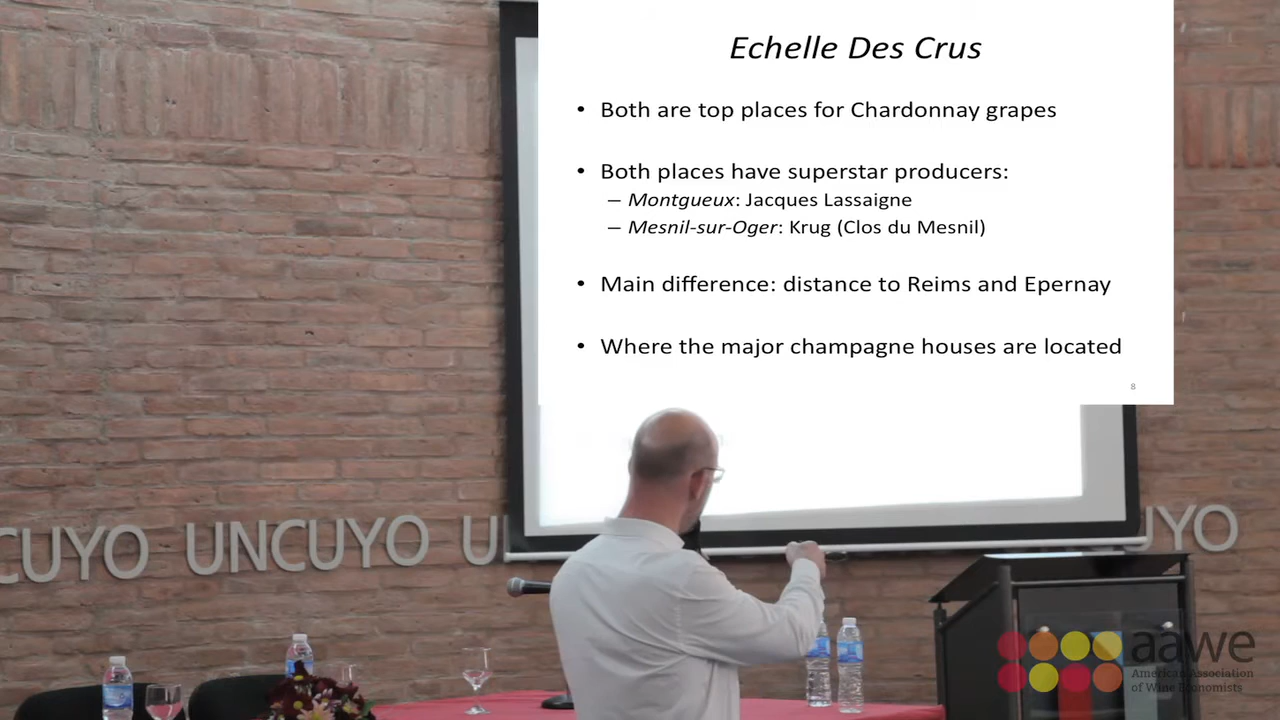 Echelle Des Crus
• Both are top places for Chardonnay grapes
• Both places have superstar producers:
– Montgueux: Jacques Lassaigne
– Mesnil-sur-Oger: Krug (Clos du Mesnil)
• Main difference: distance to Reims and Epernay
• Where the major champagne houses are located
8
CUYO UNCUYO U UYO
aawe
American Association
of Wine Economists